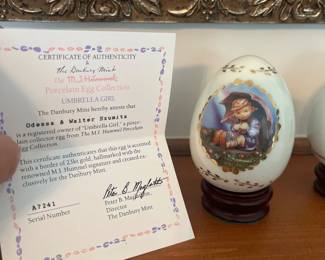 CERTIFICATE OF AUTHENTICITY
&
The Danbury Mint
the M.J. Hummel
Porcelain Egg Collection
UMBRELLA GIRL
The Danbury Mint hereby attests that
Odessa & Walter
is a registered owner of "Umbrella Girl," a porce-
lain collector egg from The M.I. Hummel Porcelain
Egg Collection.
This certificate authenticates that this egg is accented
with a border of 23kt gold, hallmarked with the
renowned M.I. Hummel signature and created ex-
clusively for the Danbury Mint.
A7241
Serial Number
Peter B.
Director
The Danbury Mint